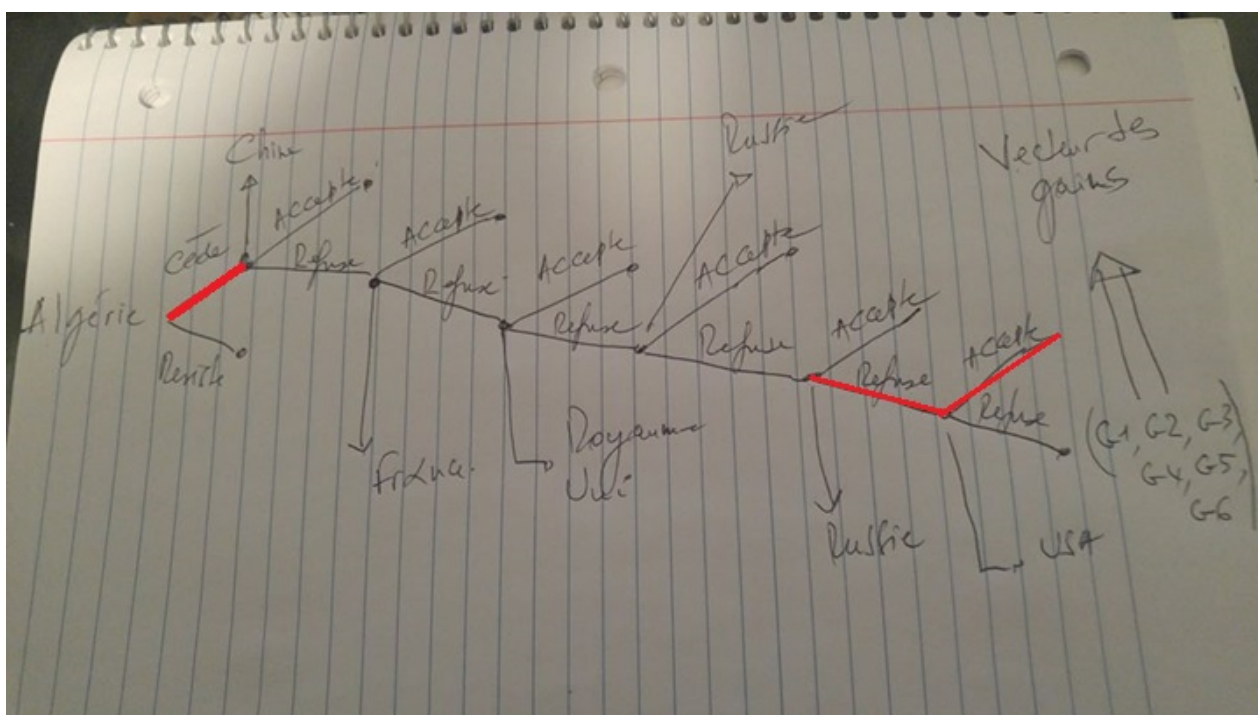 Chine
Russie
Vecteur des
gains
Accepte
cède
Refuse
Accepte
Refuse
Accepte
Refuse
Accepte
Refuse
Accepte
Refuse
Accepte
Refuse
Algérie
France
Royaume
Uni
Russie
USA
(G1, G2, G3,
G4, G5,
G6)